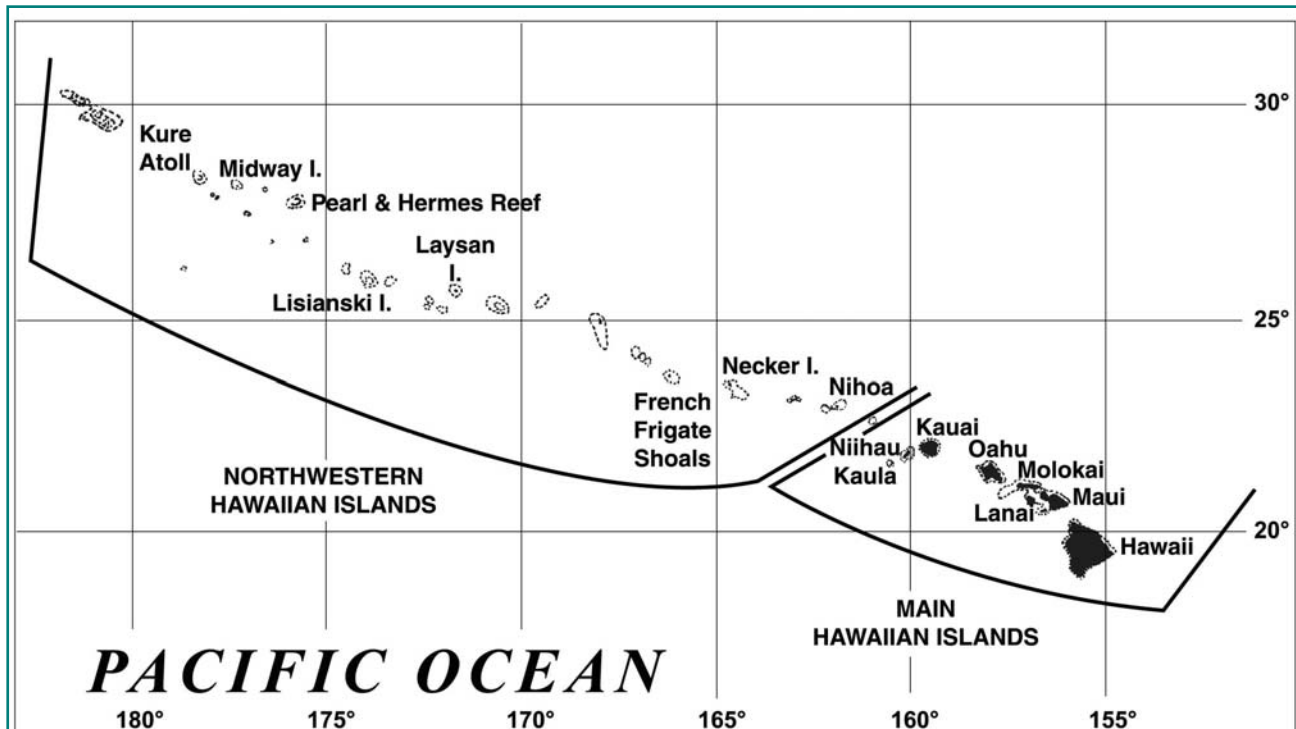 30°
Kure
Atoll
Midway I.
Pearl & Hermes Reef
Laysan
I.
Lisianski I.
25°
Necker I.
Nihoa
French
Frigate
Shoals
Kauai
Niihau
Oahu
Kaula
Molokai
Maui
Lanai
NORTHWESTERN
HAWAIIAN ISLANDS
20°
Hawaii
MAIN
HAWAIIAN ISLANDS
PACIFIC OCEAN
180° 175° 170° 165° 160° 155°